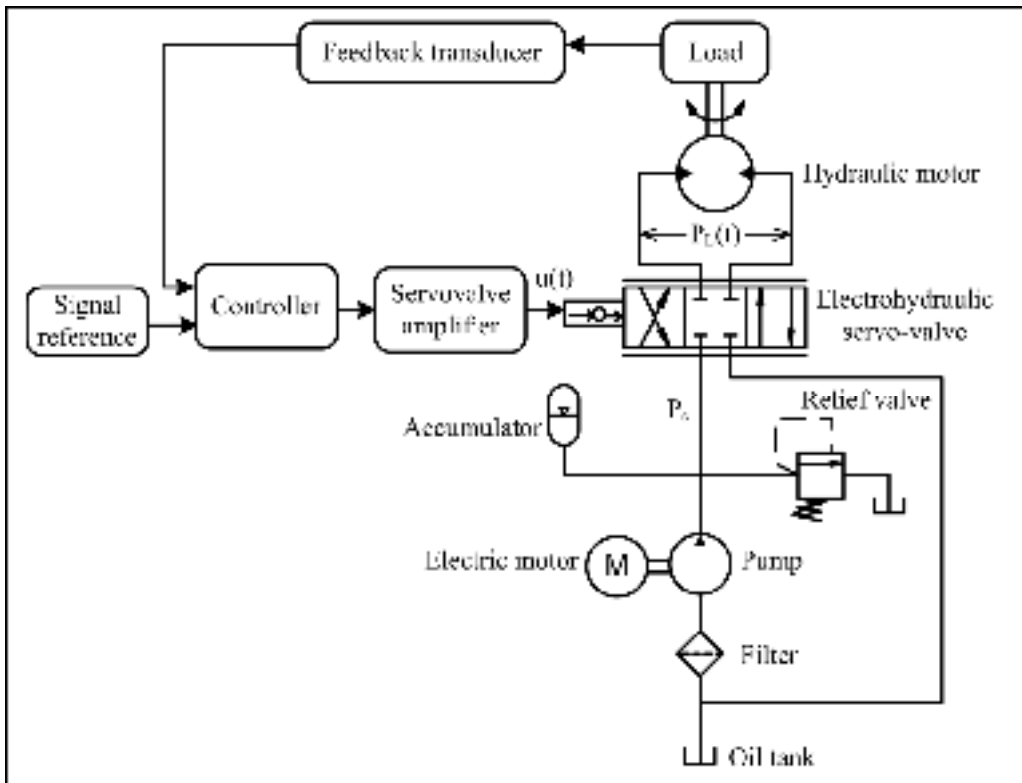 Feedback transducer
Load
Hydraulic motor
P_L(t)
u(t)
Signal
reference
Controller
Servovalve
amplifier
Electrohydraulic
servo-valve
P_s
Relief valve
Accumulator
Electric motor
M
Pump
Filter
Oil tank